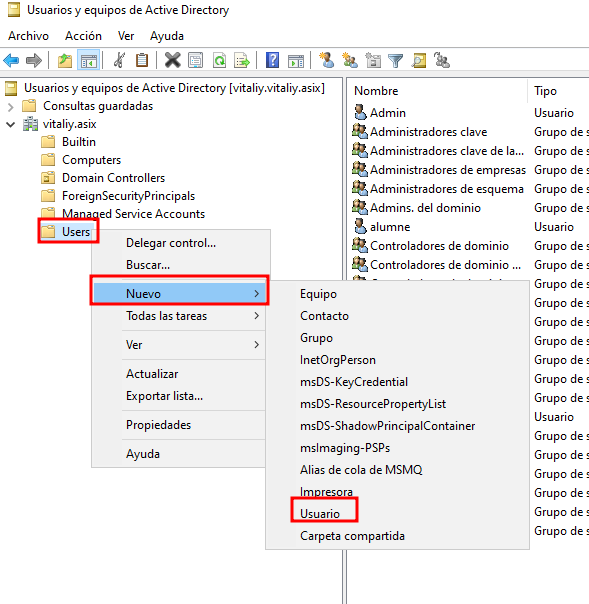 Usuarios y equipos de Active Directory
Archivo Acción Ver Ayuda
Usuarios y equipos de Active Directory [vitaliy.vitaliy.asix]
Consultas guardadas
vitaliy.asix
Builtin
Computers
Domain Controllers
ForeignSecurityPrincipals
Managed Service Accounts
Users
Delegar control...
Buscar...
Nuevo
Todas las tareas
Ver
Actualizar
Exportar lista...
Propiedades
Ayuda
Equipo
Contacto
Grupo
InetOrgPerson
msDS-KeyCredential
msDS-ResourcePropertyList
msDS-ShadowPrincipalContainer
msImaging-PSPs
Alias de cola de MSMQ
Impresora
Usuario
Carpeta compartida
Nombre Tipo
Admin Usuario
Administradores clave Grupo de s
Administradores clave de la... Grupo de s
Administradores de empresas Grupo de s
Administradores de esquema Grupo de s
Admins. del dominio Grupo de s
alumne Usuario
Controladores de dominio Grupo de s
Controladores de dominio ... Grupo de s
Grupo de s
Grupo de s
Grupo de s
Grupo de s
Grupo de s
Grupo de s
Grupo de s
Usuario
Grupo de s
Grupo de s
Grupo de s
Grupo de s
Grupo de s
Grupo de s